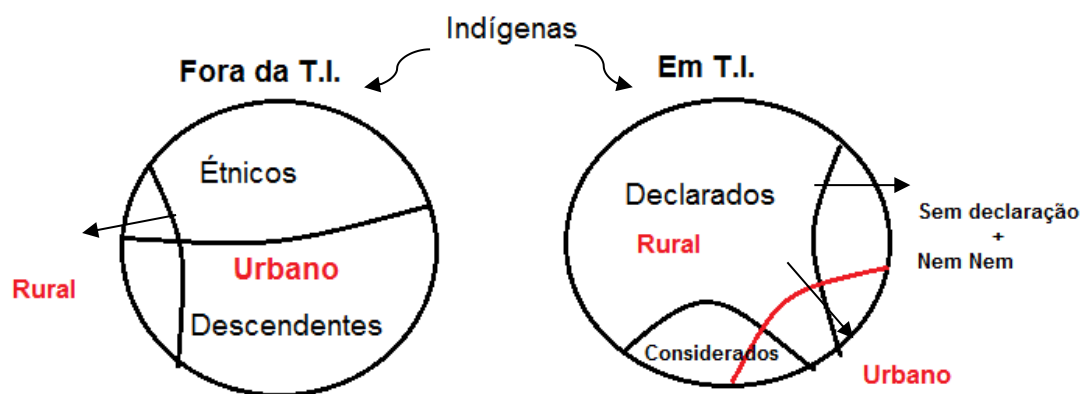 Indígenas
Fora da T.I.
Em T.I.
Étnicos
Declarados
Rural
Sem declaração
+
Nem Nem
Urbano
Rural
Descendentes
Considerados
Urbano